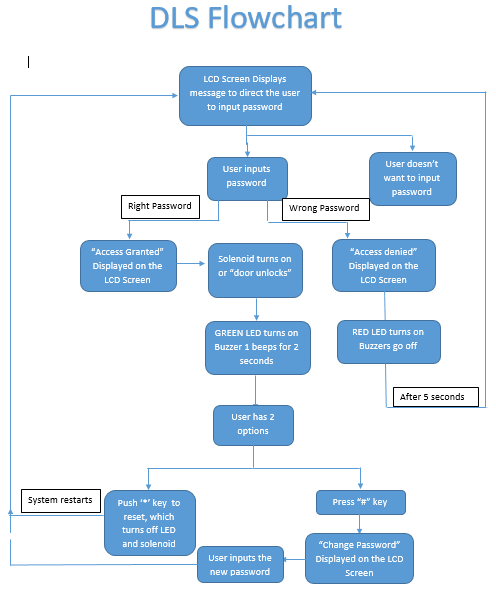 DLS Flowchart
LCD Screen Displays
message to direct the user
to input password
User inputs
password
User doesn't
want to input
password
Right Password
Wrong Password
"Access Granted"
Displayed on the
LCD Screen
Solenoid turns on
or "door unlocks"
"Access denied"
Displayed on the
LCD Screen
GREEN LED turns on
Buzzer 1 beeps for 2
seconds
RED LED turns on
Buzzers go off
After 5 seconds
User has 2
options
System restarts
Push '*' key to
reset, which
turns off LED
and solenoid
Press "#" key
"Change Password"
Displayed on the LCD
Screen
User inputs the
new password